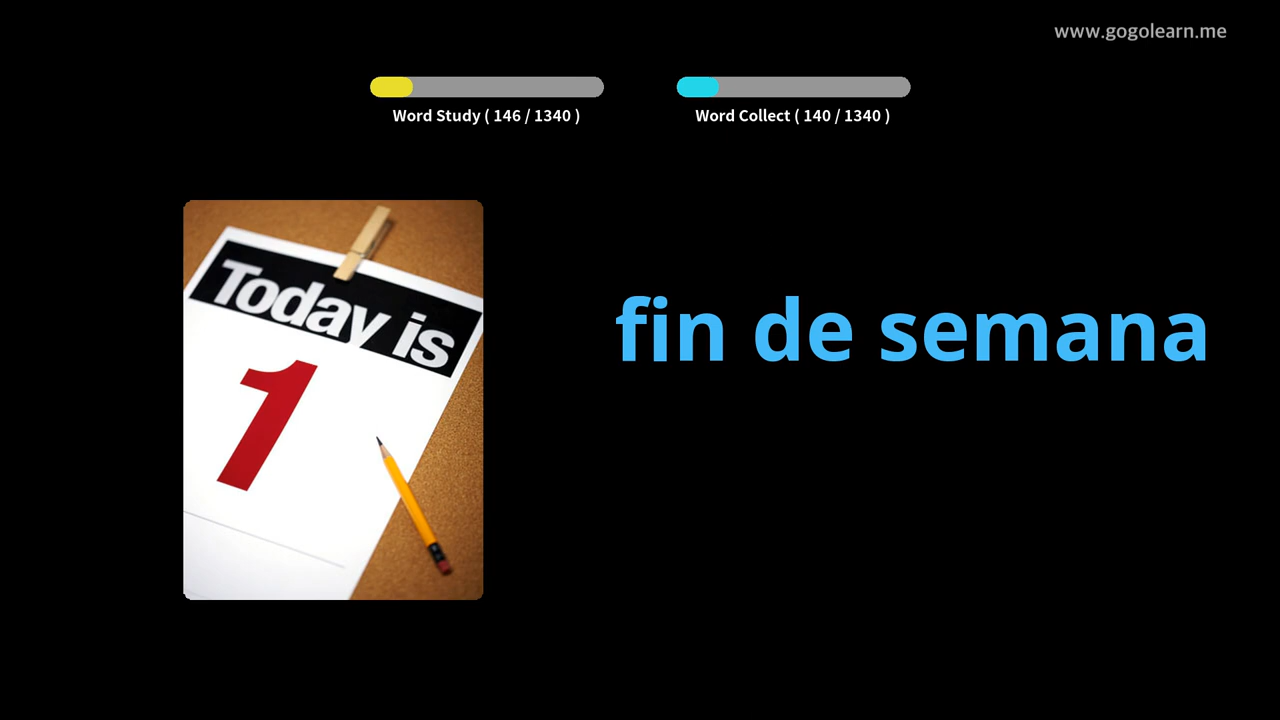 www.gogolearn.me
Word Study ( 146 / 1340 )
Word Collect ( 140 / 1340 )
Today is
1
fin de semana